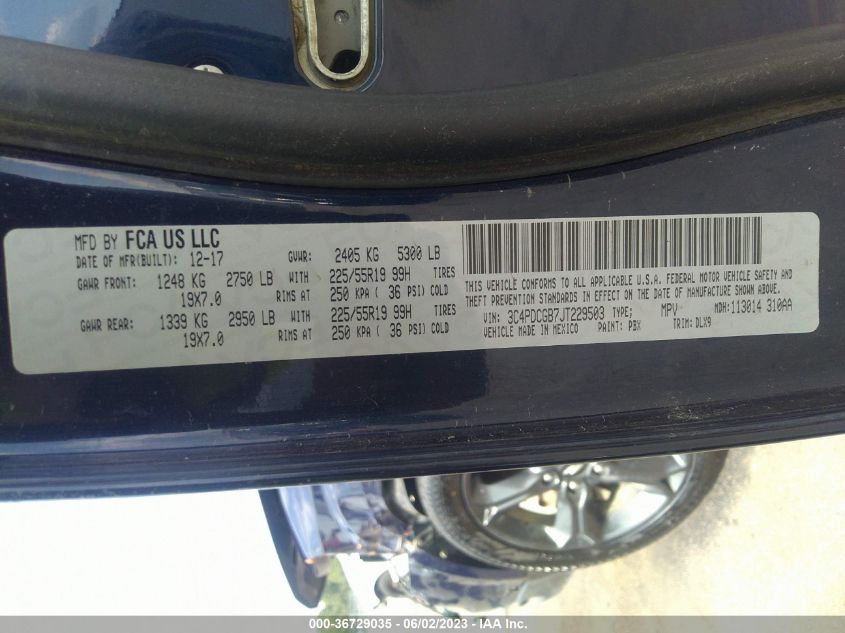 MFD BY FCA US LLC
DATE OF MFR(BUILT): 12-17 GVWR: 2405 KG 5300 LB
GAWR FRONT: 1248 KG 2750 LB WITH 225/55R19 99H TIRES
19X7.0 RIMS AT 250 KPA ( 36 PSI) COLD
GAWR REAR: 1339 KG 2950 LB WITH 225/55R19 99H TIRES
19X7.0 RIMS AT 250 KPA ( 36 PSI) COLD
THIS VEHICLE CONFORMS TO ALL APPLICABLE U.S.A. FEDERAL MOTOR VEHICLE SAFETY AND
THEFT PREVENTION STANDARDS IN EFFECT ON THE DATE OF MANUFACTURE SHOWN ABOVE.
VIN: 3C4PDCGB7JT229503 TYPE: MPV MDH: 113014 310AA
VEHICLE MADE IN MEXICO PAINT: PBX TRIM: DLX9
000-36729035 - 06/02/2023 - IAA Inc.